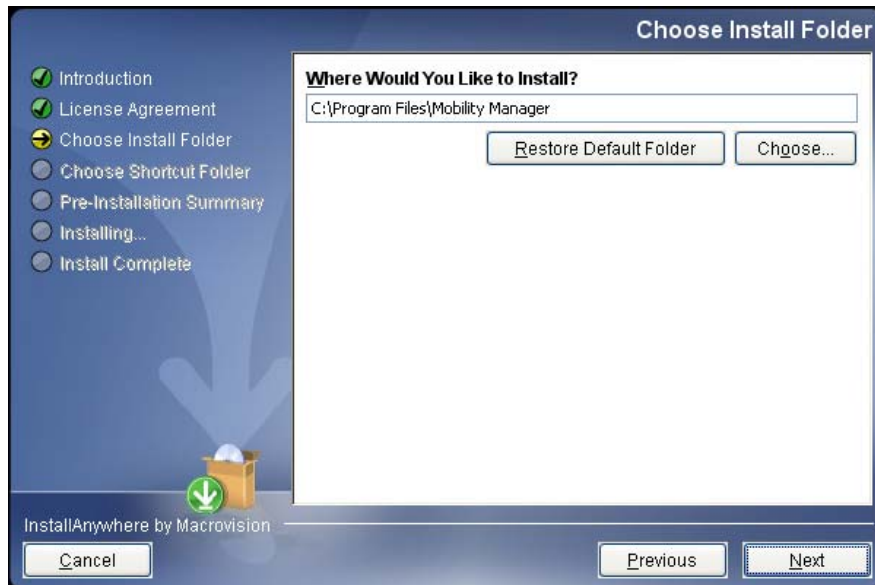 Choose Install Folder
Introduction
License Agreement
Choose Install Folder
Choose Shortcut Folder
Pre-Installation Summary
Installing...
Install Complete
Where Would You Like to Install?
C:\Program Files\Mobility Manager
Restore Default Folder
Choose...
InstallAnywhere by Macrovision
Cancel
Previous
Next